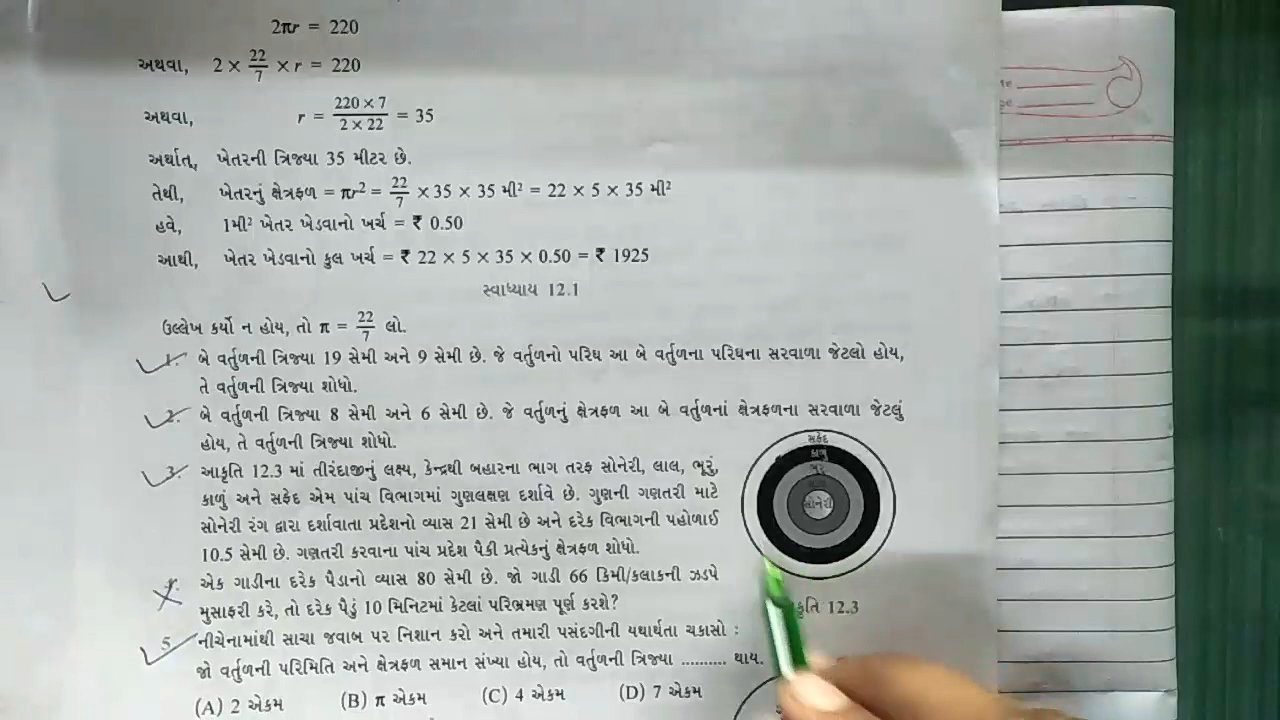 2πr = 220
અથવા, 2 × 22/7 × r = 220
અથવા, r = 220 × 7 / 2 × 22 = 35
અર્થાત્, ખેતરની ત્રિજ્યા 35 મીટર છે.
તેથી, ખેતરનું ક્ષેત્રફળ = πr² = 22/7 × 35 × 35 મી² = 22 × 5 × 35 મી²
હવે, 1મી² ખેતર ખેડવાનો ખર્ચ = ₹ 0.50
આથી, ખેતર ખેડવાનો કુલ ખર્ચ = ₹ 22 × 5 × 35 × 0.50 = ₹ 1925
સ્વાધ્યાય 12.1
ઉલ્લેખ કર્યો ન હોય, તો π = 22/7 લો.
1. બે વર્તુળની ત્રિજ્યા 19 સેમી અને 9 સેમી છે. જે વર્તુળનો પરિઘ આ બે વર્તુળના પરિઘના સરવાળા જેટલો હોય,
તે વર્તુળની ત્રિજ્યા શોધો.
2. બે વર્તુળની ત્રિજ્યા 8 સેમી અને 6 સેમી છે. જે વર્તુળનું ક્ષેત્રફળ આ બે વર્તુળનાં ક્ષેત્રફળના સરવાળા જેટલું
હોય, તે વર્તુળની ત્રિજ્યા શોધો.
3. આકૃતિ 12.3 માં તીરંદાજીનું લક્ષ્ય, કેન્દ્રથી બહારના ભાગ તરફ સોનેરી, લાલ, ભૂરું,
કાળું અને સફેદ એમ પાંચ વિભાગમાં ગુણલક્ષણ દર્શાવે છે. ગુણની ગણતરી માટે
સોનેરી રંગ દ્વારા દર્શાવાતા પ્રદેશનો વ્યાસ 21 સેમી છે અને દરેક વિભાગની પહોળાઈ
10.5 સેમી છે. ગણતરી કરવાના પાંચ પ્રદેશ પૈકી પ્રત્યેકનું ક્ષેત્રફળ શોધો.
સફેદ
કાળું
ભૂરું
સોનેરી
કૃતિ 12.3
એક ગાડીના દરેક પૈડાનો વ્યાસ 80 સેમી છે. જો ગાડી 66 કિમી/કલાકની ઝડપે
મુસાફરી કરે, તો દરેક પૈડું 10 મિનિટમાં કેટલાં પરિભ્રમણ પૂર્ણ કરશે?
5. નીચેનામાંથી સાચા જવાબ પર નિશાન કરો અને તમારી પસંદગીની યથાર્થતા ચકાસો :
જો વર્તુળની પરિમિતિ અને ક્ષેત્રફળ સમાન સંખ્યા હોય, તો વર્તુળની ત્રિજ્યા .......... થાય.
(A) 2 એકમ (B) π એકમ (C) 4 એકમ (D) 7 એકમ